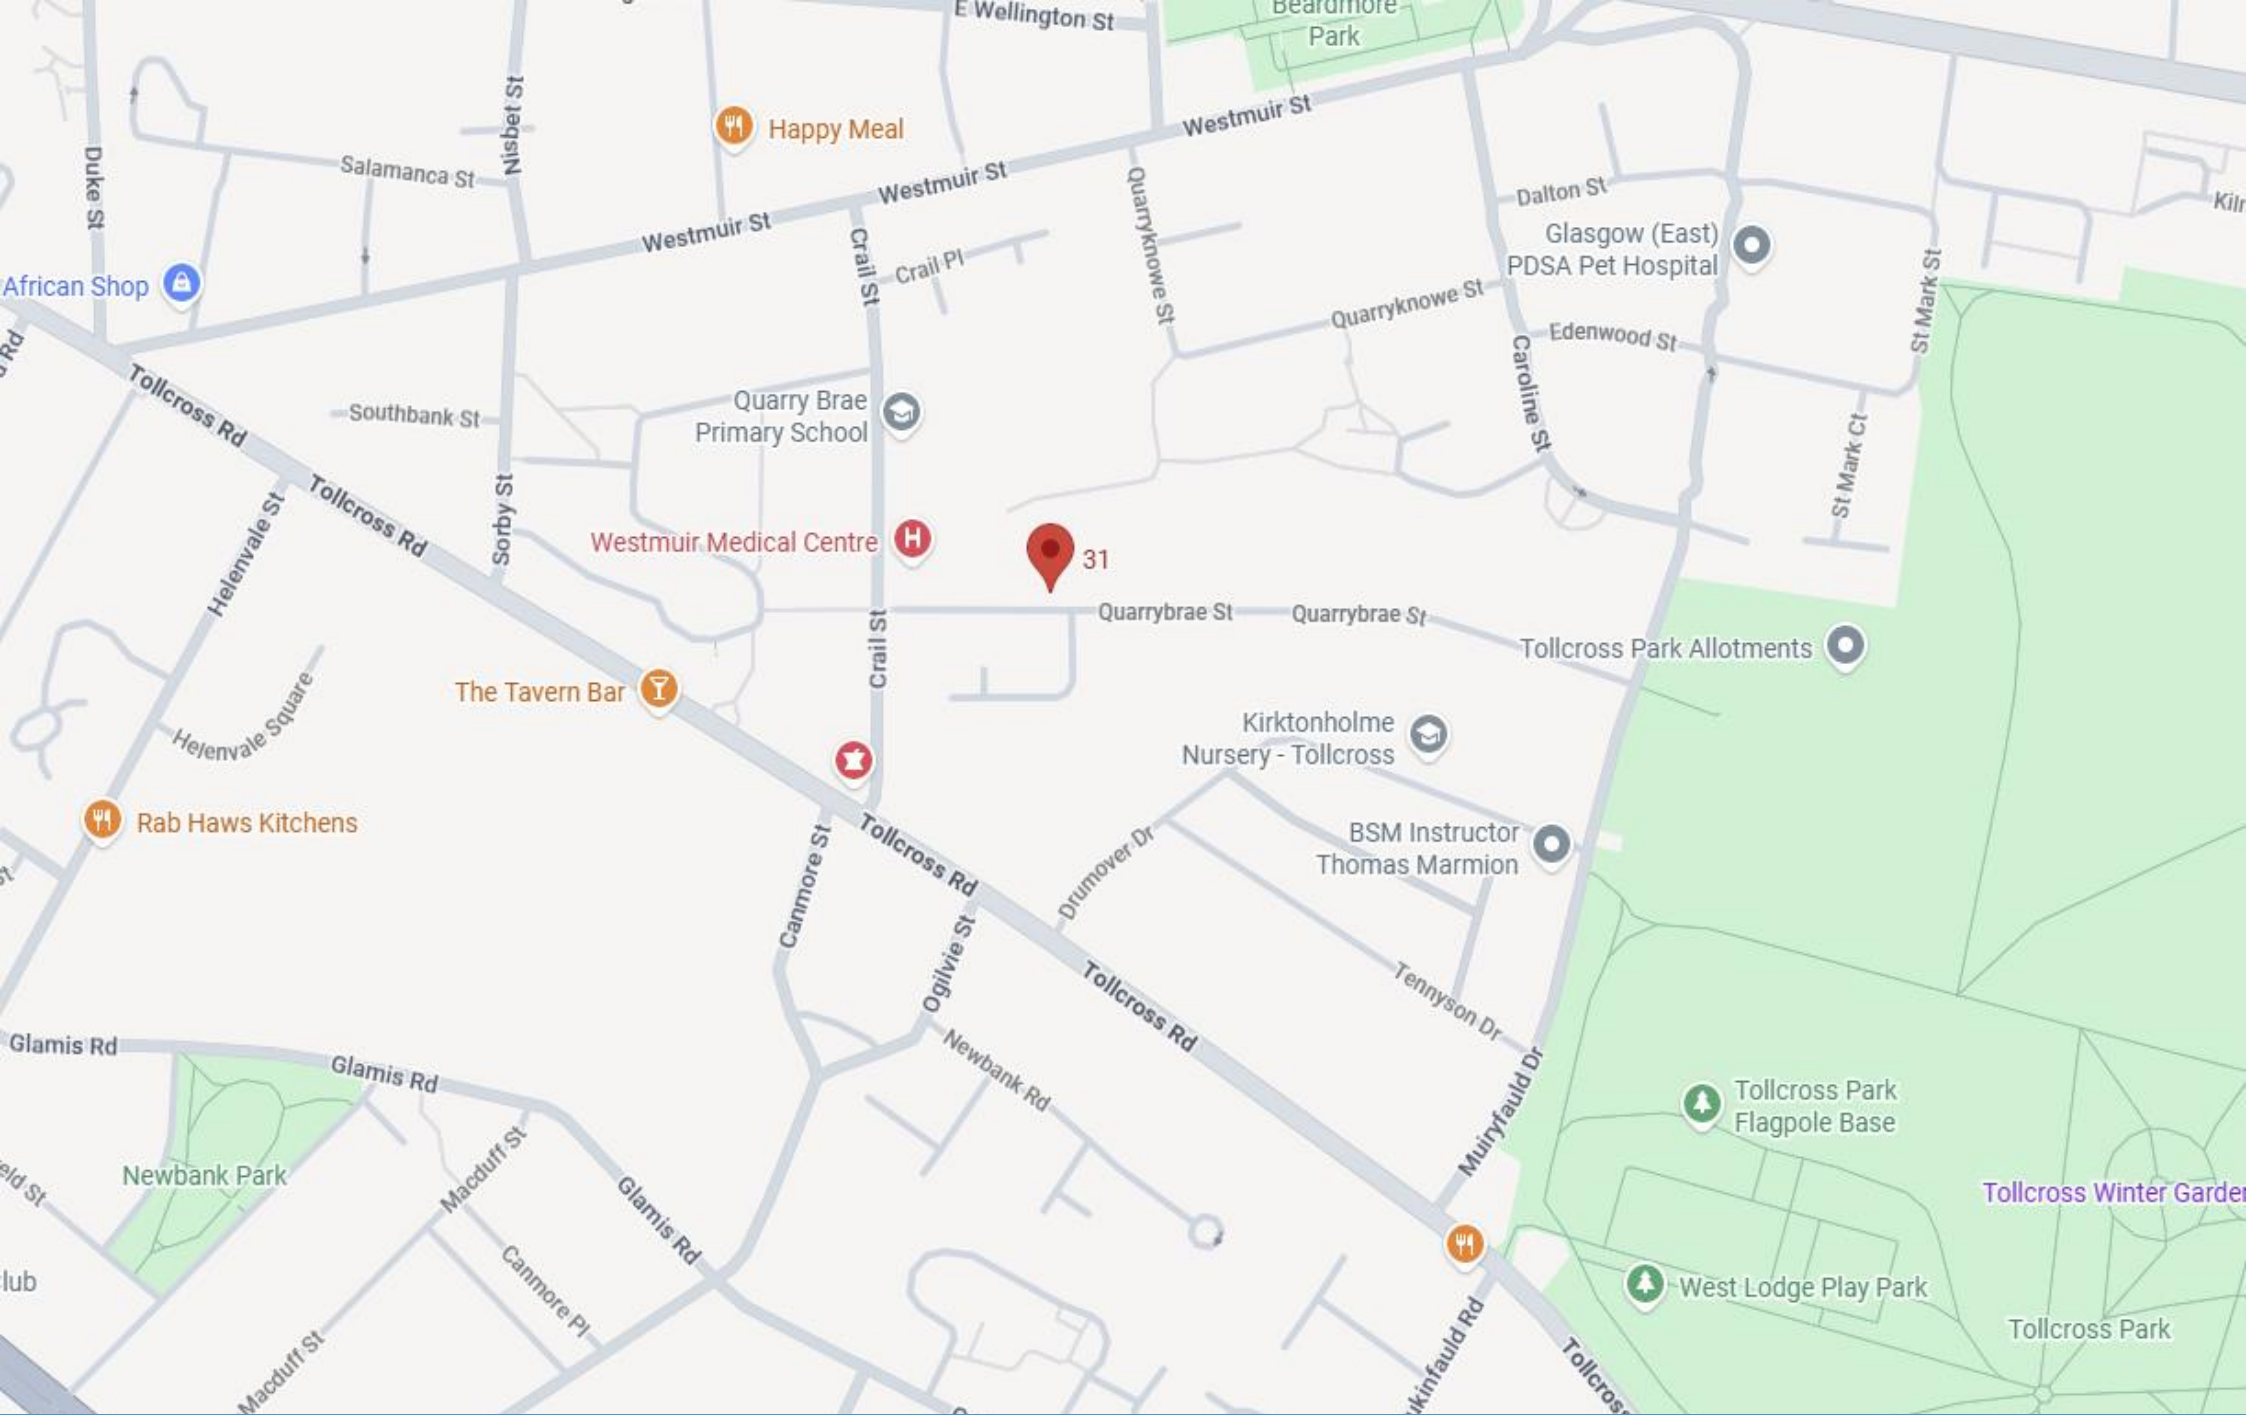 E Wellington St
Beardmore
Park
Nisbet St
Happy Meal
Westmuir St
Duke St
Salamanca St
Westmuir St
Westmuir St
Quarryknowe St
Dalton St
Crail St
Crail Pl
Glasgow (East)
PDSA Pet Hospital
African Shop
Quarryknowe St
St Mark St
Edenwood St
Caroline St
Tollcross Rd
Southbank St
Quarry Brae
Primary School
St Mark Ct
Tollcross Rd
Sorby St
Helenvale St
Westmuir Medical Centre
31
Quarrybrae St
Quarrybrae St
Crail St
Tollcross Park Allotments
The Tavern Bar
Helenvale Square
Kirktonholme
Nursery - Tollcross
Rab Haws Kitchens
BSM Instructor
Thomas Marmion
Canmore St
Tollcross Rd
Drumover Dr
Ogilvie St
Tennyson Dr
Tollcross Rd
Glamis Rd
Glamis Rd
Newbank Rd
Muiryfauld Dr
Tollcross Park
Flagpole Base
Newbank Park
Macduff St
Glamis Rd
Tollcross Winter Garden
West Lodge Play Park
Canmore Pl
Tollcross Park
Macduff St